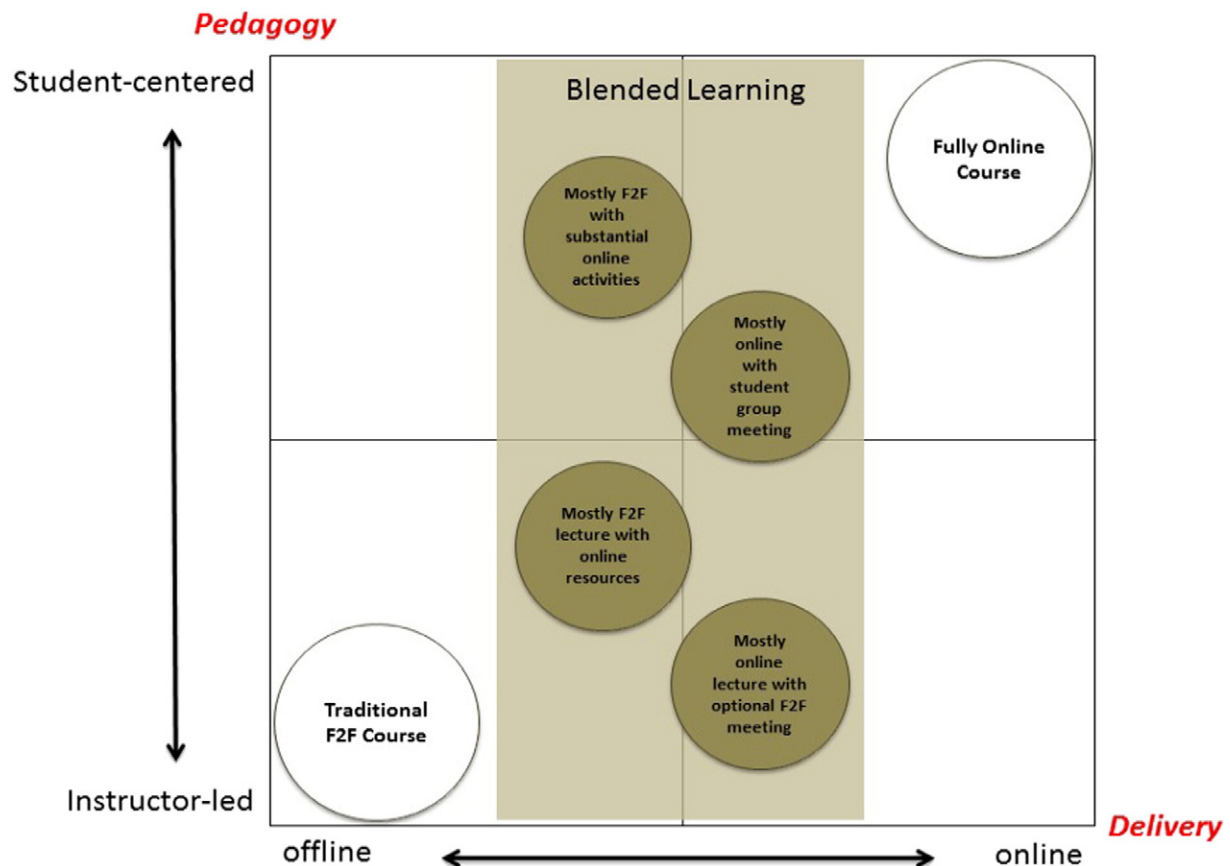 Pedagogy
Student-centered
Blended Learning
Fully Online
Course
Mostly F2F
with
substantial
online
activities
Mostly
online
with
student
group
meeting
Mostly F2F
lecture with
online
resources
Mostly
online
lecture with
optional F2F
meeting
Traditional
F2F Course
Instructor-led
Delivery
offline
online